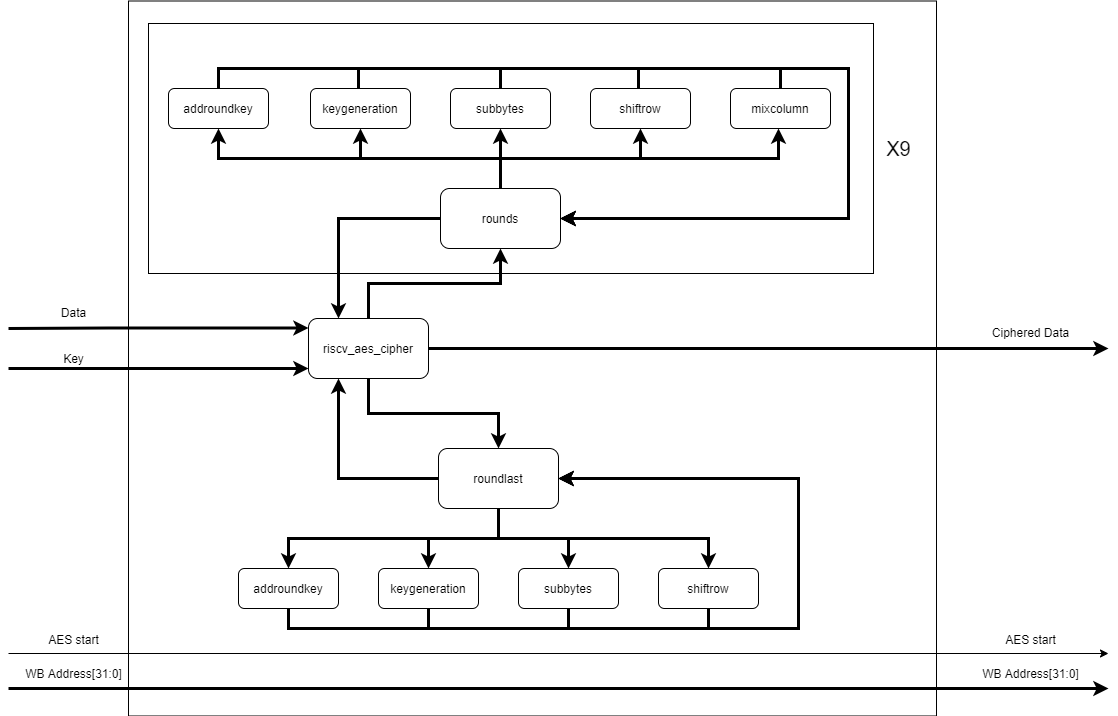 addroundkey
keygeneration
subbytes
shiftrow
mixcolumn
X9
rounds
Data
Key
riscv_aes_cipher
Ciphered Data
roundlast
addroundkey
keygeneration
subbytes
shiftrow
AES start
AES start
WB Address[31:0]
WB Address[31:0]